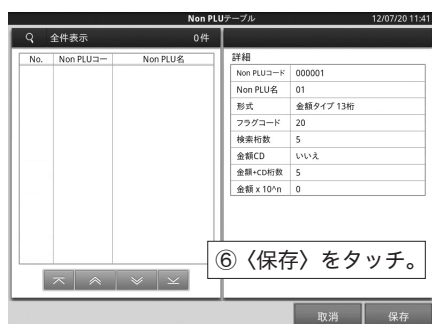 Non PLUテーブル 12/07/20 11:41
全件表示 0件
No. Non PLUコー Non PLU名
詳細
Non PLUコード 000001
Non PLU名 01
形式 金額タイプ 13桁
フラグコード 20
検索桁数 5
金額CD いいえ
金額+CD桁数 5
金額 x 10^n 0
⑥〈保存〉をタッチ。
取消 保存